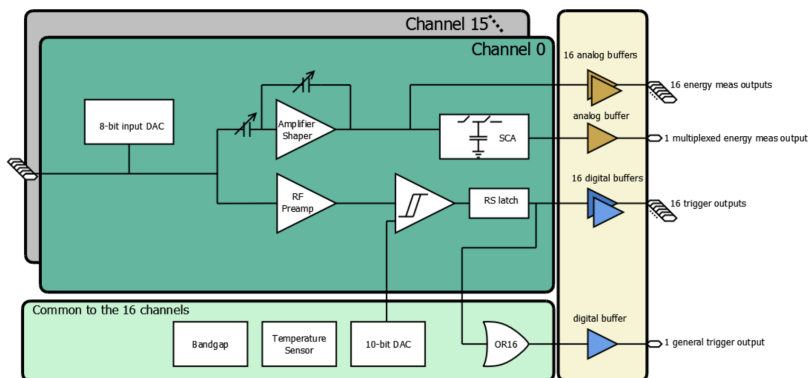 Channel 15
Channel 0
16 analog buffers
16 energy meas outputs
8-bit input DAC
Amplifier
Shaper
analog buffer
SCA
1 multiplexed energy meas output
16 digital buffers
RF
Preamp
RS latch
16 trigger outputs
Common to the 16 channels
digital buffer
Bandgap
Temperature
Sensor
10-bit DAC
OR16
1 general trigger output